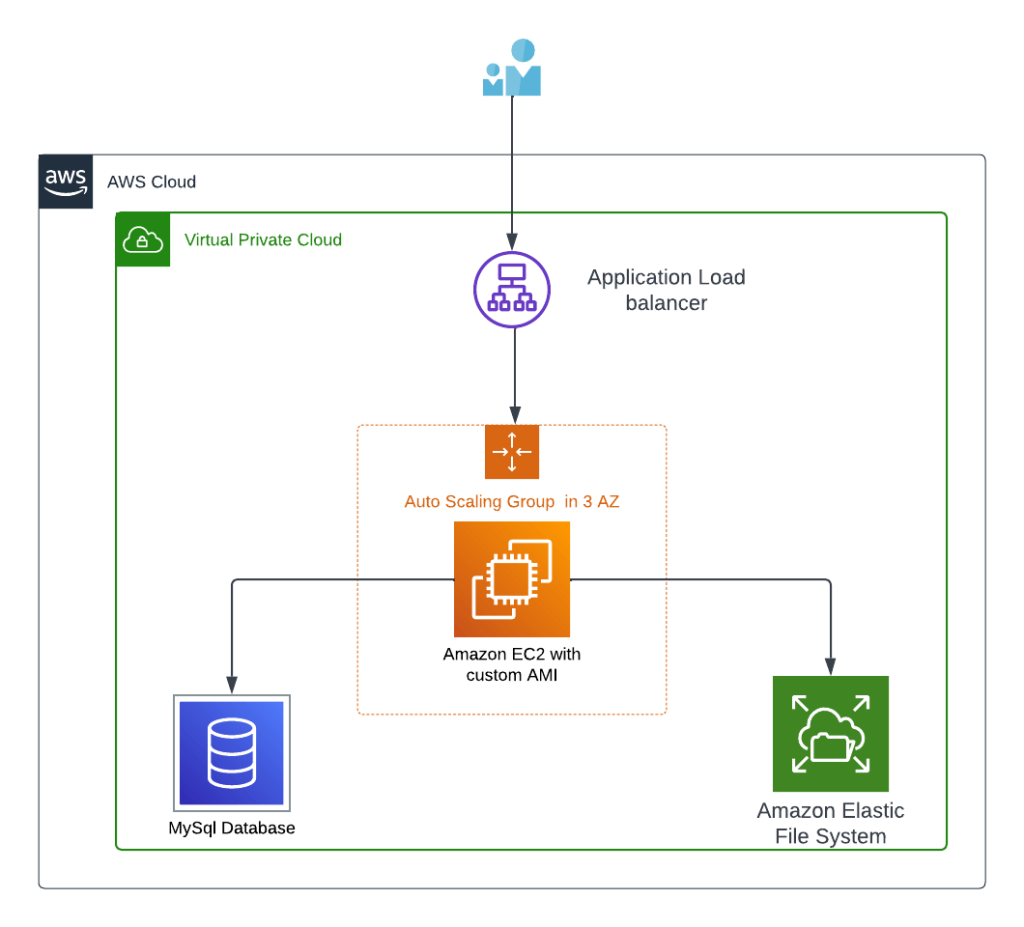 aws
AWS Cloud
Virtual Private Cloud
Application Load
balancer
Auto Scaling Group  in 3 AZ
Amazon EC2 with
custom AMI
MySql Database
Amazon Elastic
File System